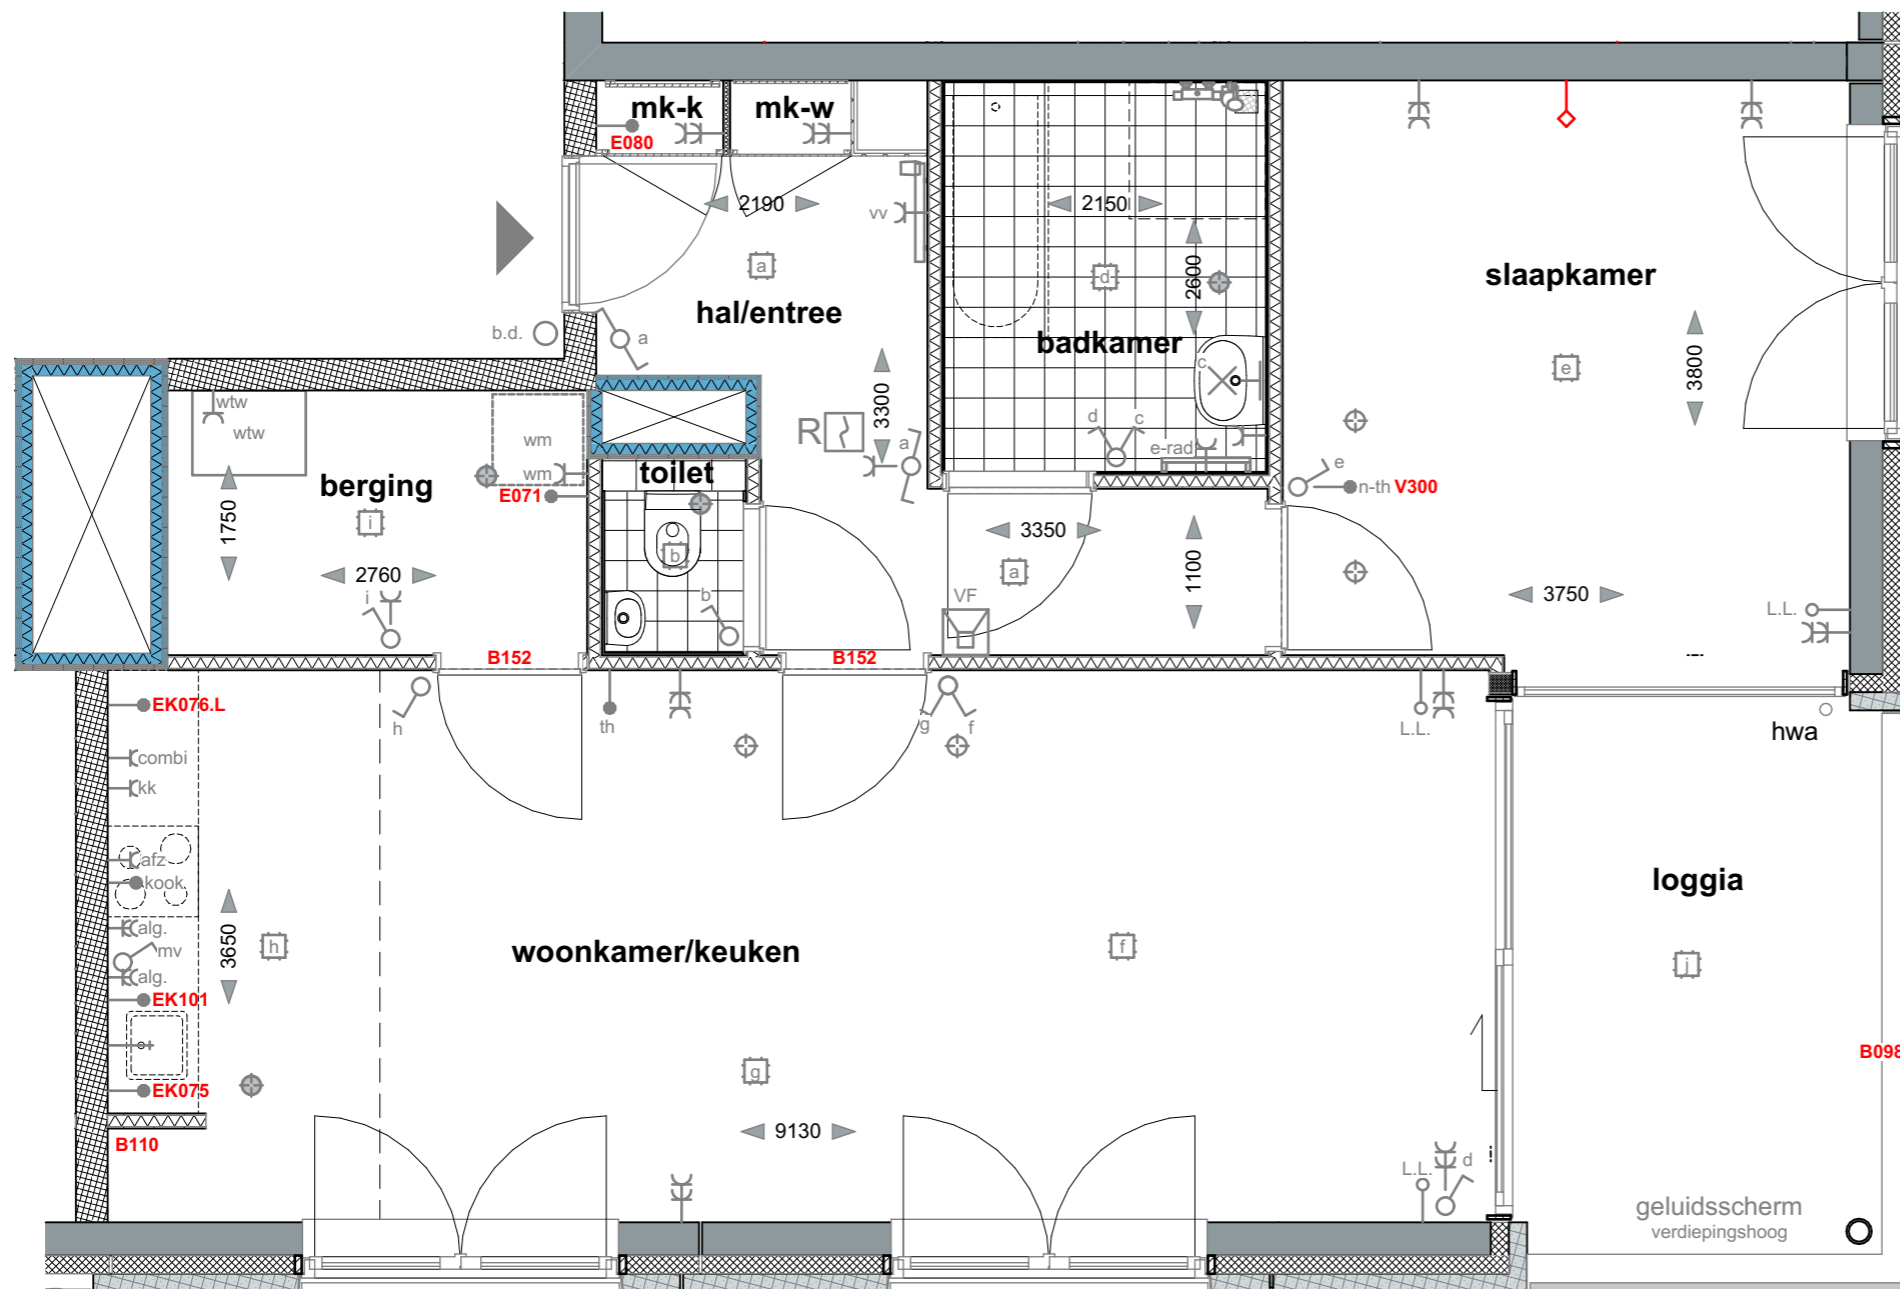 mk-k
mk-w
E080
2190
vv
a
hal/entree
b.d.
a
2150
d
2600
badkamer
c
d
c
e-rad
slaapkamer
e
3800
e
n-th V300
3750
L.L.
wtw
wtw
wm
wm
berging
E071
1750
i
2760
i
toilet
b
b
R
3300
a
3350
a
1100
VF
B152
B152
EK076.L
h
th
g
f
L.L.
hwa
combi
kk
afz
kook
alg.
mv
alg.
3650
h
EK101
EK075
B110
woonkamer/keuken
f
g
9130
L.L.
d
loggia
j
B098
geluidsscherm
verdiepingshoog